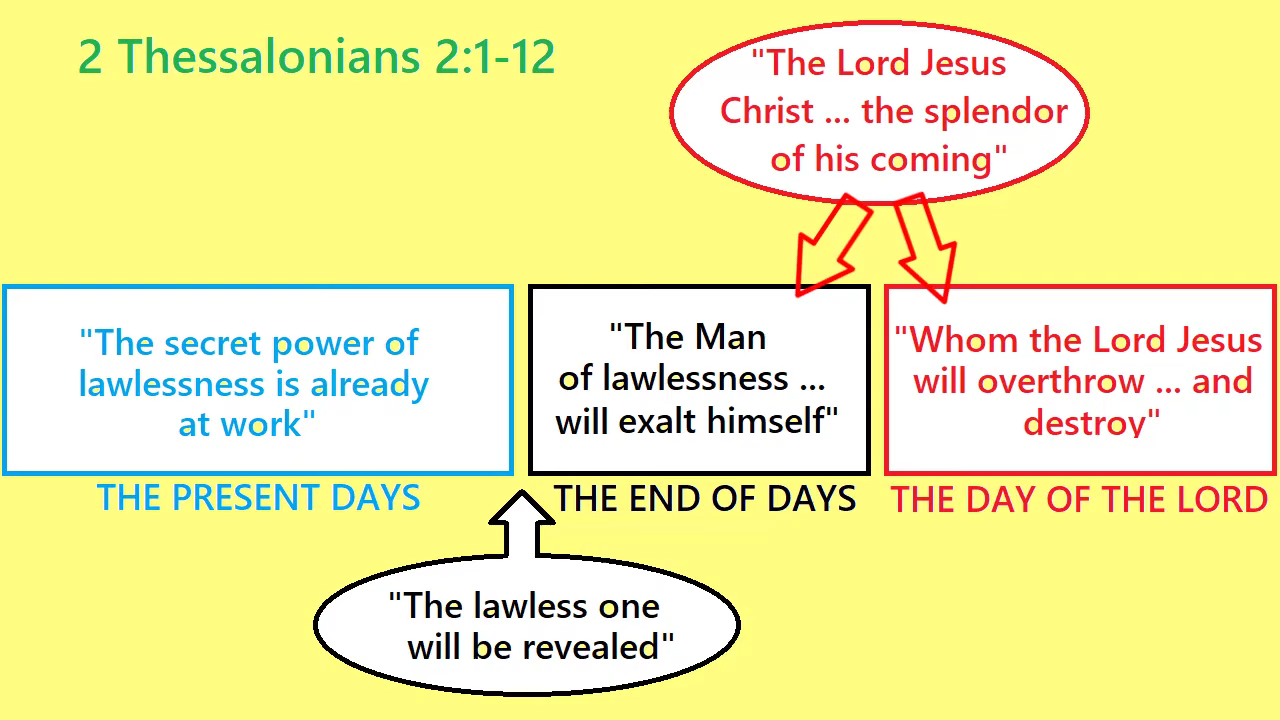 2 Thessalonians 2:1-12
"The Lord Jesus
Christ ... the splendor
of his coming"
"The secret power of
lawlessness is already
at work"
"The Man
of lawlessness ...
will exalt himself"
"Whom the Lord Jesus
will overthrow ... and
destroy"
THE PRESENT DAYS
THE END OF DAYS
THE DAY OF THE LORD
"The lawless one
will be revealed"